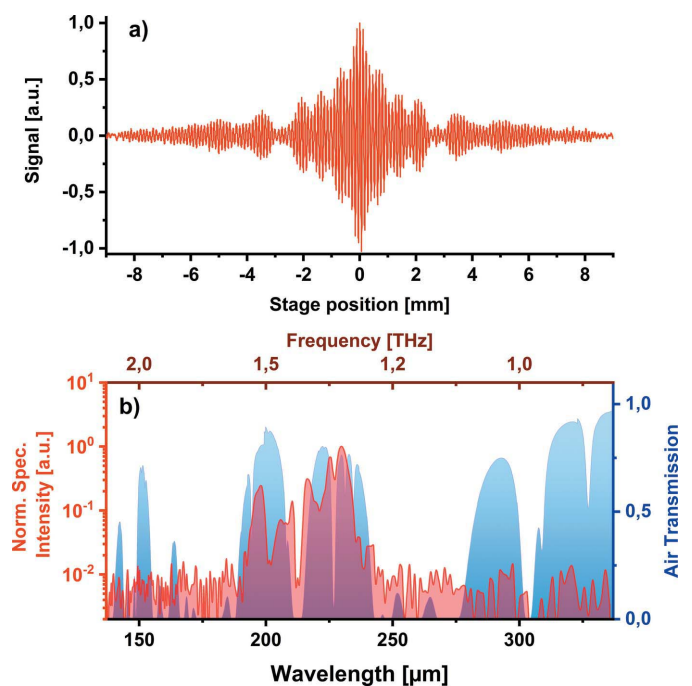 a)
1,0
0,5
0,0
-0,5
-1,0
Signal [a.u.]
-8 -6 -4 -2 0 2 4 6 8
Stage position [mm]
Frequency [THz]
2,0 1,5 1,2 1,0
b)
10¹
10⁰
10⁻¹
10⁻²
Norm. Spec.
Intensity [a.u.]
1,0
0,5
0,0
Air Transmission
150 200 250 300
Wavelength [µm]